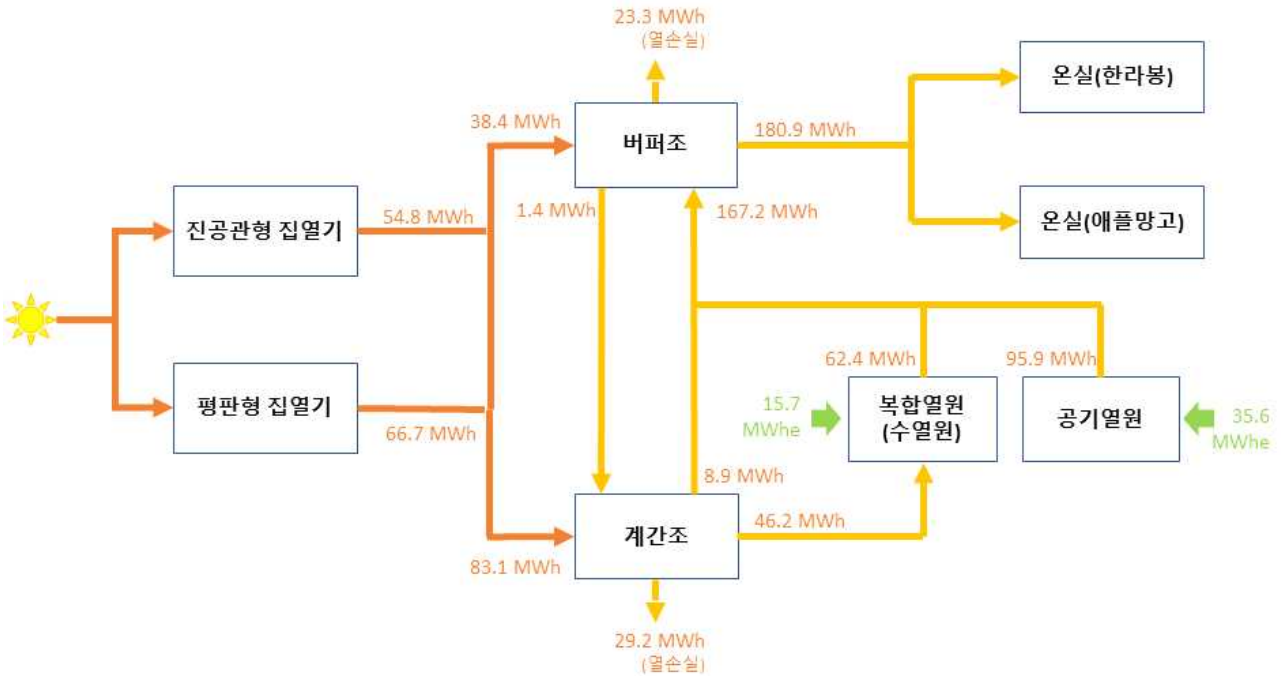 23.3 MWh
(열손실)
온실(한라봉)
38.4 MWh
버퍼조
180.9 MWh
진공관형 집열기
54.8 MWh
1.4 MWh
167.2 MWh
온실(애플망고)
62.4 MWh
95.9 MWh
평판형 집열기
66.7 MWh
15.7
MWhe
복합열원
(수열원)
공기열원
35.6
MWhe
8.9 MWh
계간조
46.2 MWh
83.1 MWh
29.2 MWh
(열손실)